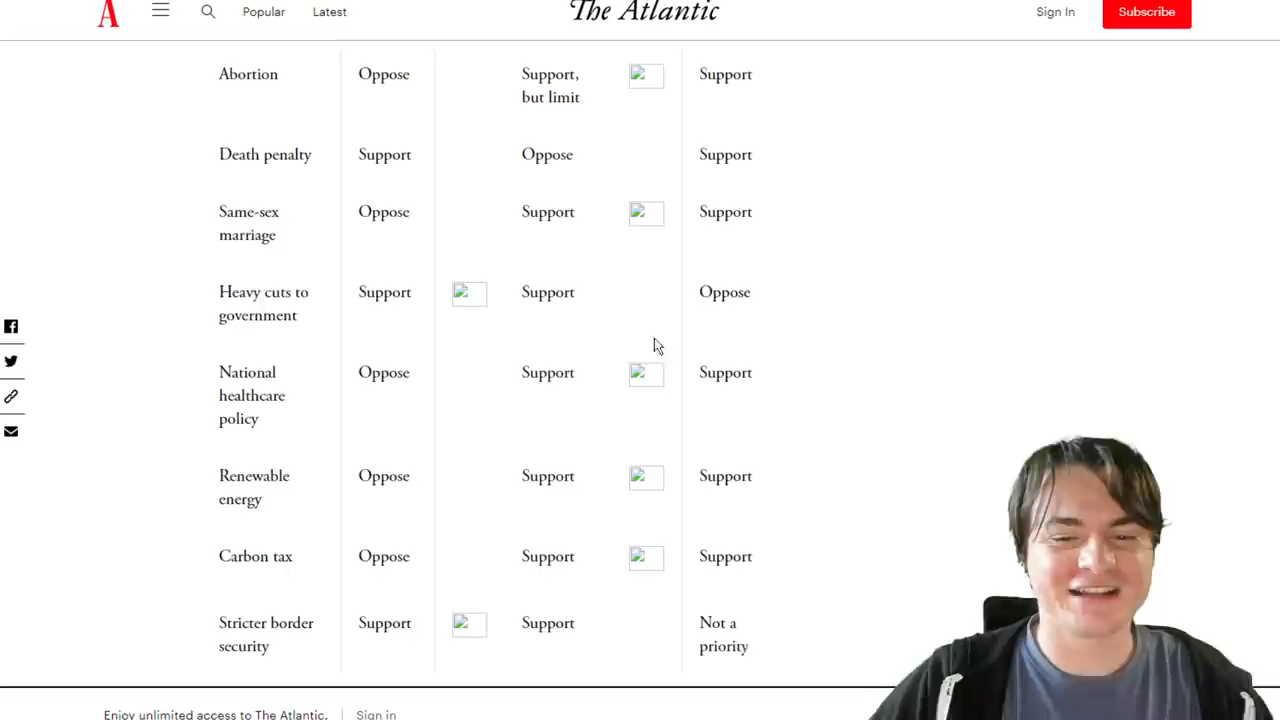 A
Popular
Latest
The Atlantic
Sign In
Subscribe
Abortion
Oppose
Support,
but limit
Support
Death penalty
Support
Oppose
Support
Same-sex
marriage
Oppose
Support
Support
Heavy cuts to
government
Support
Support
Oppose
National
healthcare
policy
Oppose
Support
Support
Renewable
energy
Oppose
Support
Support
Carbon tax
Oppose
Support
Support
Stricter border
security
Support
Support
Not a
priority
Enjoy unlimited access to The Atlantic.
Sign in